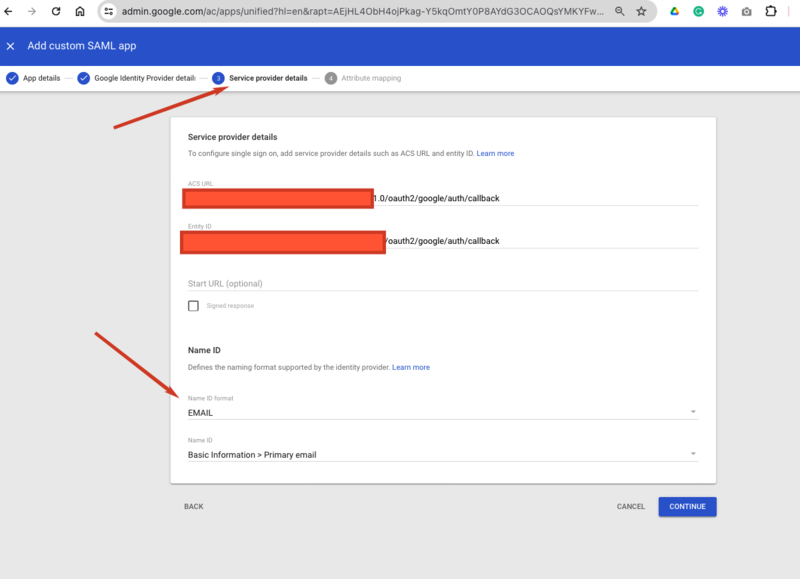 admin.google.com/ac/apps/unified?hl=en&rapt=AEjHL4ObH4ojPkag-Y5kqOmtY0P8AYdG3OCAOQsYMKYFw...
Add custom SAML app
App details
Google Identity Provider details
3 Service provider details
4 Attribute mapping
Service provider details
To configure single sign on, add service provider details such as ACS URL and entity ID. Learn more
ACS URL
1.0/oauth2/google/auth/callback
Entity ID
/oauth2/google/auth/callback
Start URL (optional)
Signed response
Name ID
Defines the naming format supported by the identity provider. Learn more
Name ID format
EMAIL
Name ID
Basic Information > Primary email
BACK
CANCEL
CONTINUE